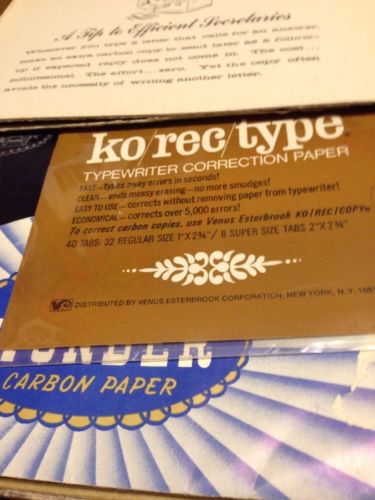 A Tip to Efficient Secretaries
Whenever you type a letter that calls for an answer,
make an extra carbon copy to send later as a follow-
up if expected reply does not come in. The cost...
infinitesimal. The effort...zero. Yet the copy often
avoids the necessity of writing another letter.
ko/rec/type
TYPEWRITER CORRECTION PAPER
FAST—types away errors in seconds!
CLEAN—ends messy erasing—no more smudges!
EASY TO USE—corrects without removing paper from typewriter!
ECONOMICAL—corrects over 5,000 errors!
To correct carbon copies, use Venus Esterbrook KO/REC/COPY®
40 TABS: 32 REGULAR SIZE 1"X2¾"/ 8 SUPER SIZE TABS 2"X2¾"
DISTRIBUTED BY VENUS ESTERBROOK CORPORATION, NEW YORK, N.Y.
CARBON PAPER